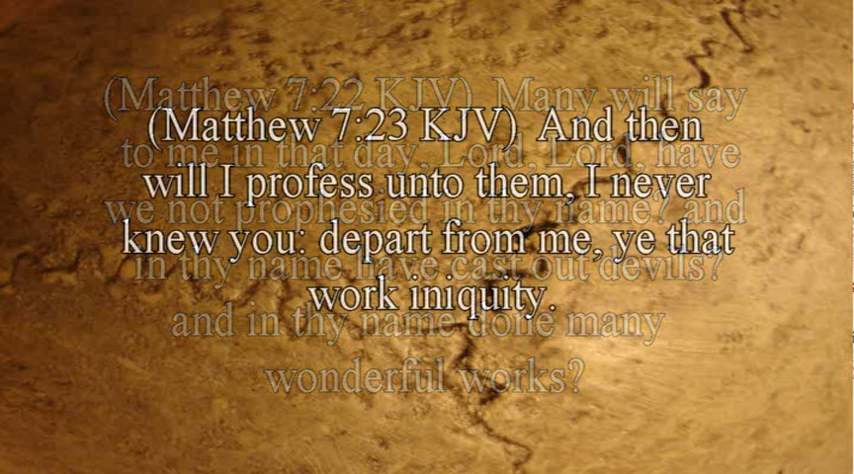 (Matthew 7:22 KJV) Many will say
(Matthew 7:23 KJV) And then
to me in that day, Lord, Lord, have
will I profess unto them, I never
we not prophesied in thy name? and
knew you: depart from me, ye that
in thy name have cast out devils?
work iniquity.
and in thy name done many
wonderful works?